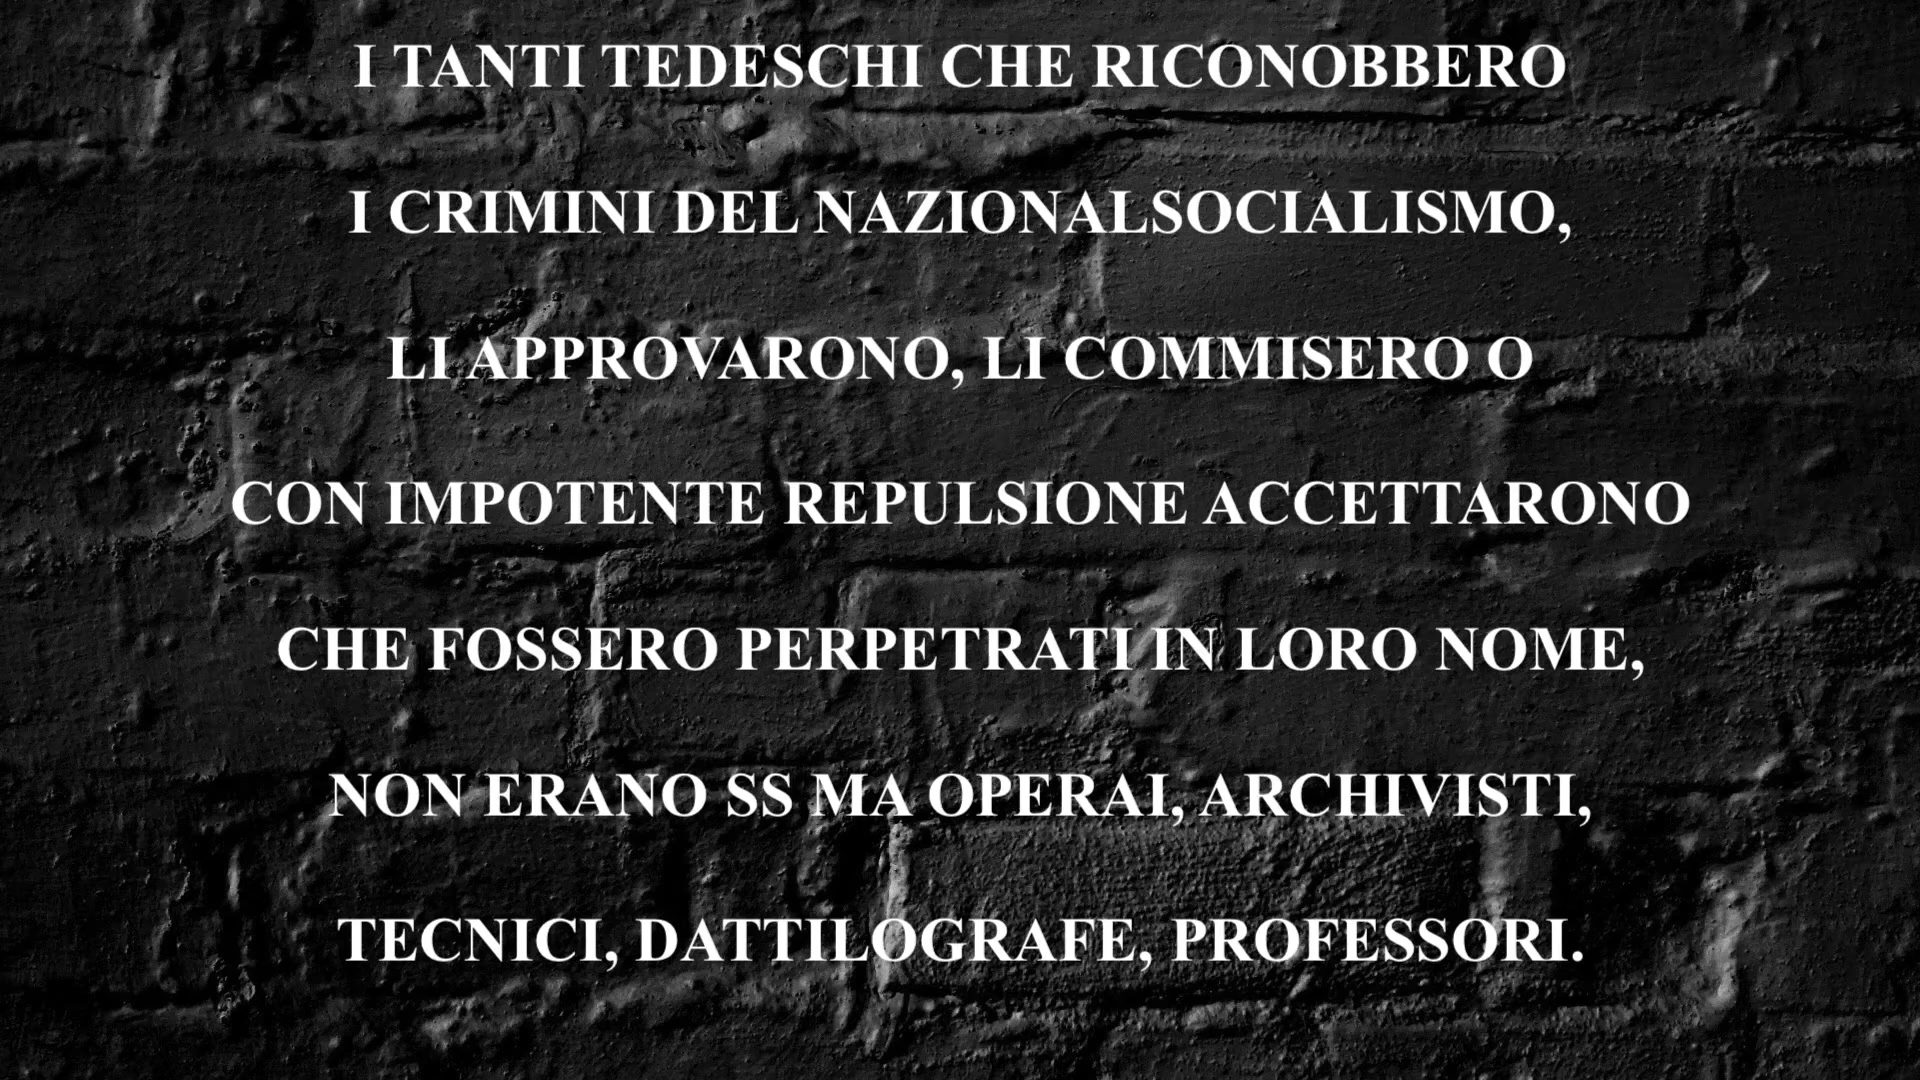 I TANTI TEDESCHI CHE RICONOBBERO
I CRIMINI DEL NAZIONALSOCIALISMO,
LI APPROVARONO, LI COMMISERO O
CON IMPOTENTE REPULSIONE ACCETTARONO
CHE FOSSERO PERPETRATI IN LORO NOME,
NON ERANO SS MA OPERAI, ARCHIVISTI,
TECNICI, DATTILOGRAFE, PROFESSORI.